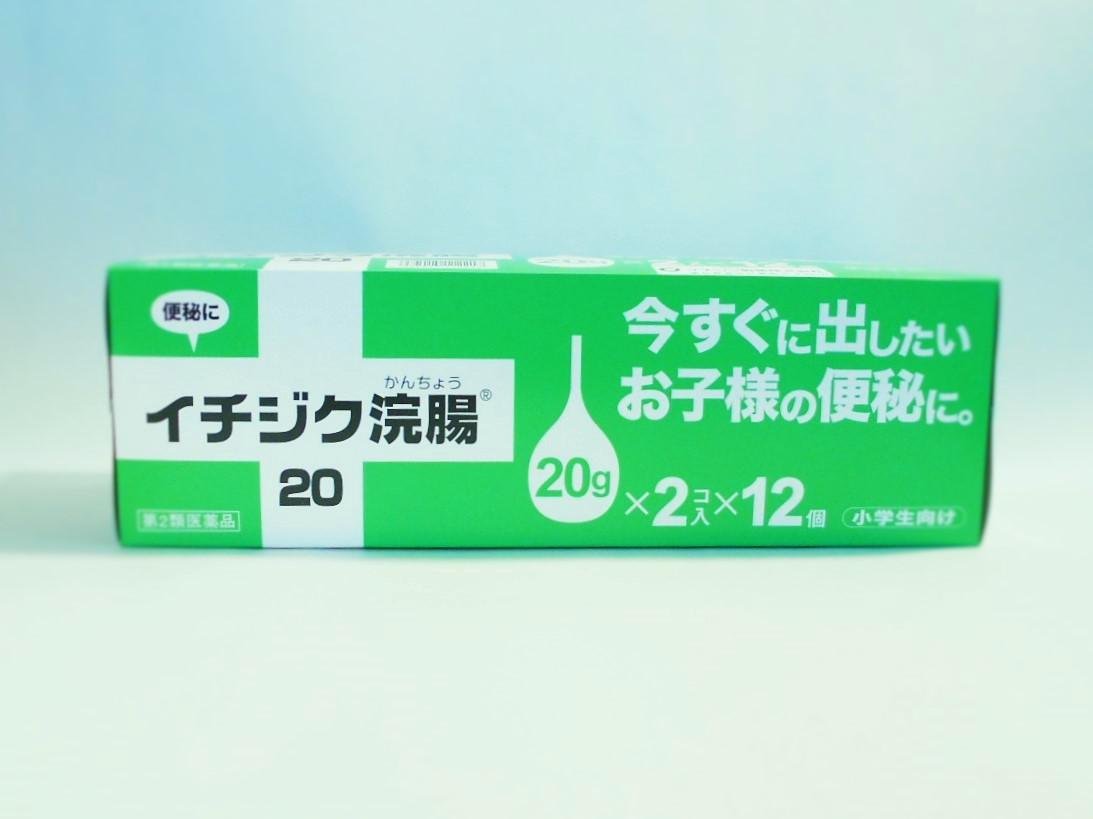 20
20g
便秘に
かんちょう
イチジク浣腸®
20
第2類医薬品
今すぐに出したい
お子様の便秘に。
20g×2コ入×12個
小学生向け